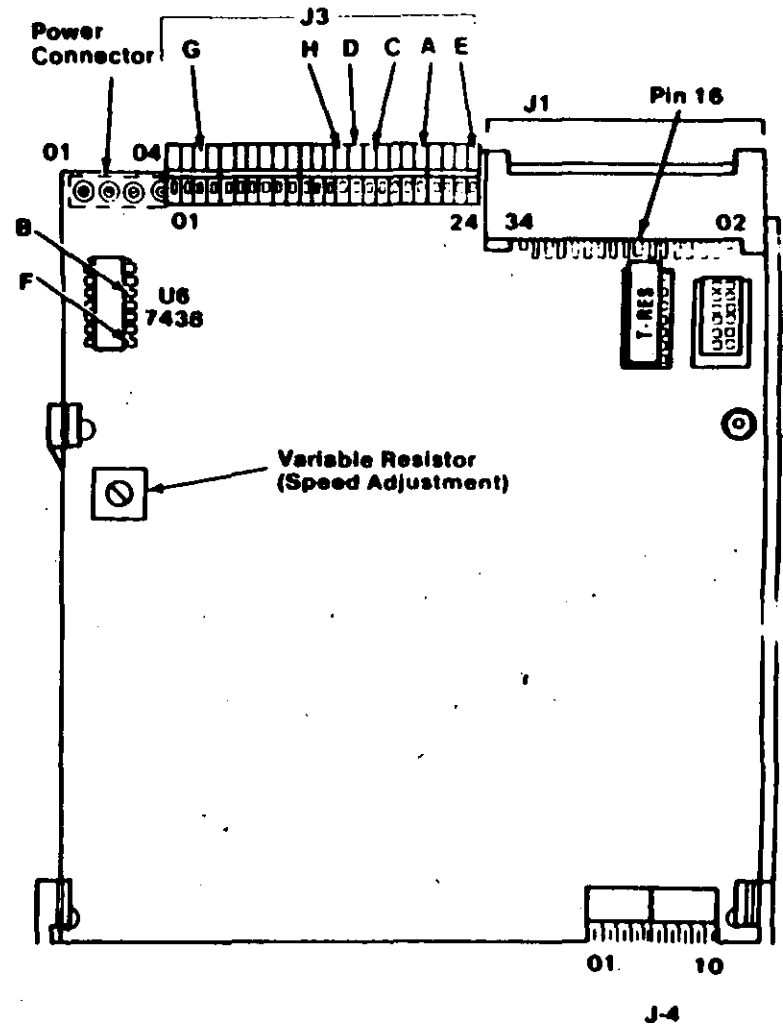 J3
Power
Connector
G H D C A E
J1
Pin 16
01 04
01 24
34 02
B
F
U6
7438
T-RES
Variable Resistor
(Speed Adjustment)
01 10
J-4